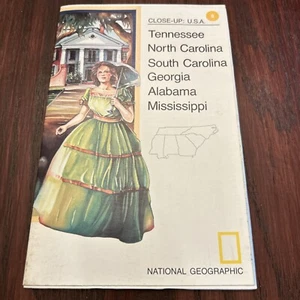 CLOSE-UP: U.S.A.
Tennessee
North Carolina
South Carolina
Georgia
Alabama
Mississippi
NATIONAL GEOGRAPHIC